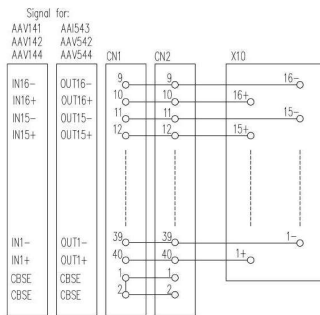 Signal for:
AAV141 AAI543
AAV142 AAV542
AAV144 AAV544 CN1 CN2 X10
IN16- OUT16- 9 9 16-
IN16+ OUT16+ 10 10 16+
IN15- OUT15- 11 11 15-
IN15+ OUT15+ 12 12 15+
IN1- OUT1- 39 39 1-
IN1+ OUT1+ 40 40 1+
CBSE CBSE 1 1
CBSE CBSE 2 2